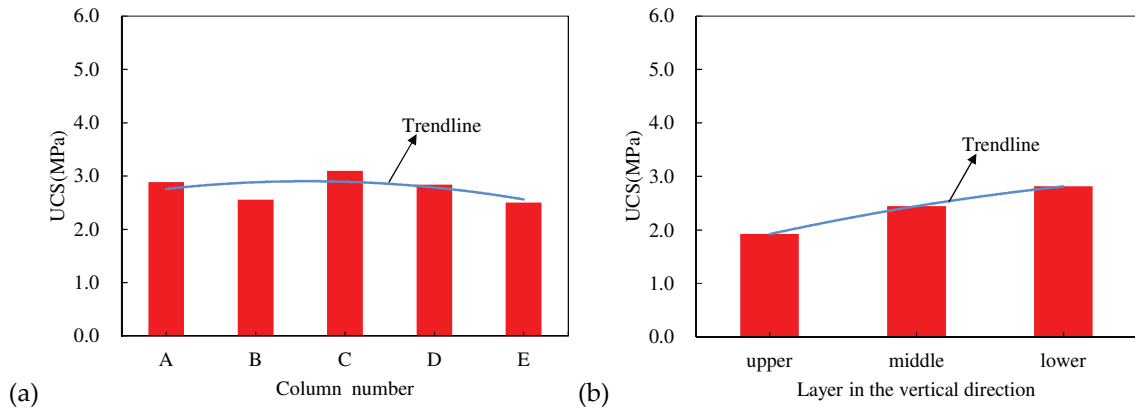 6.0
5.0
4.0
3.0
2.0
1.0
0.0
UCS(MPa)
Trendline
A B C D E
Column number
(a)
6.0
5.0
4.0
3.0
2.0
1.0
0.0
UCS(MPa)
Trendline
upper middle lower
Layer in the vertical direction
(b)